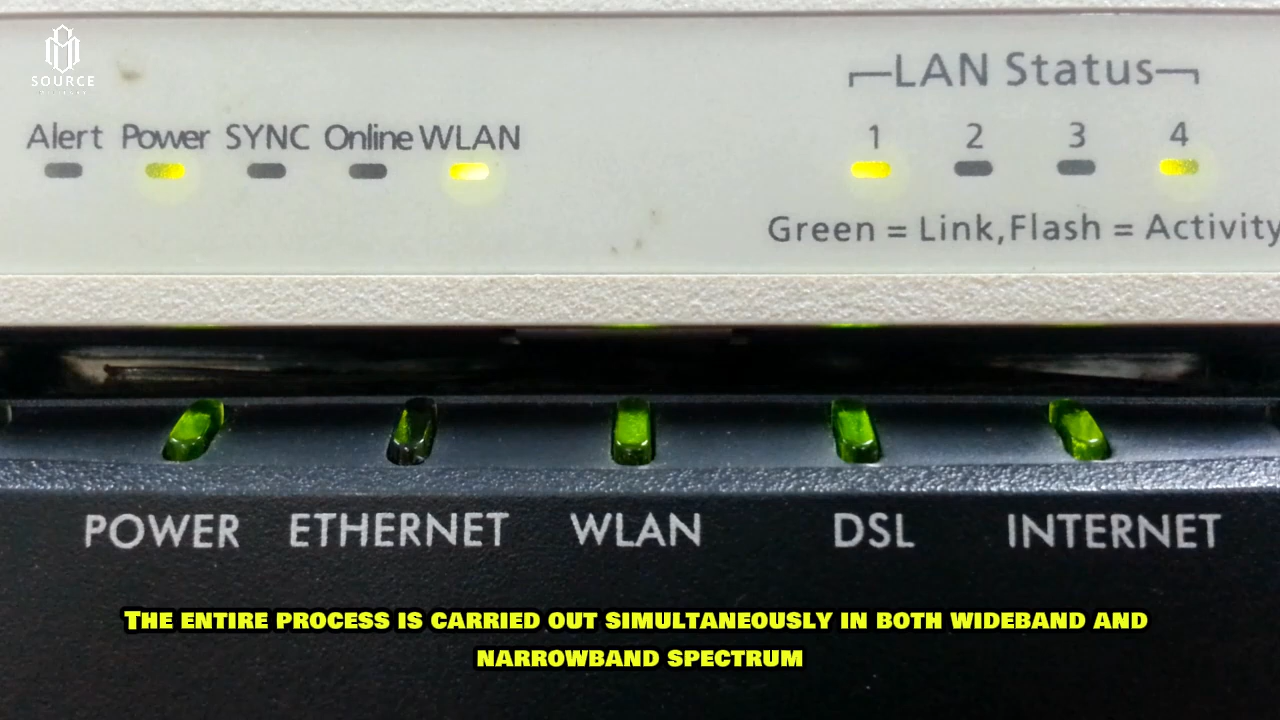 SOURCE
LAN Status
Alert Power SYNC Online WLAN
1 2 3 4
Green = Link, Flash = Activity
POWER ETHERNET WLAN DSL INTERNET
The entire process is carried out simultaneously in both wideband and
narrowband spectrum